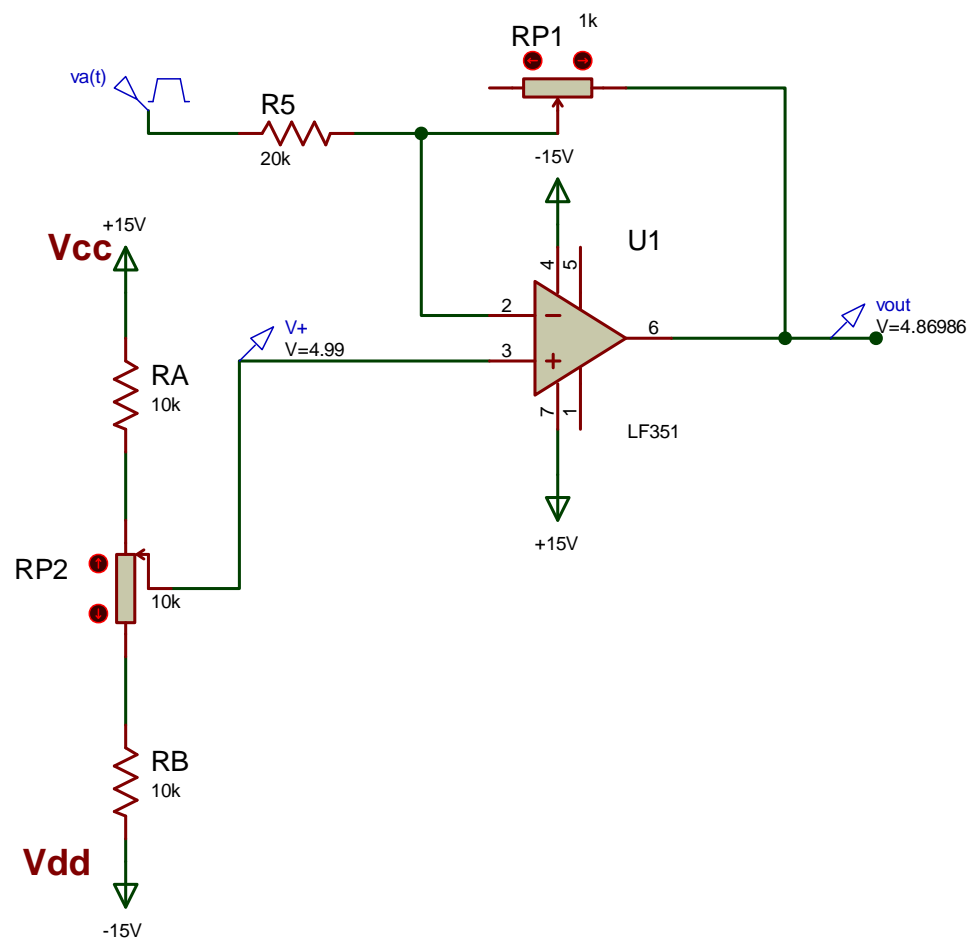 1k
RP1
va(t)
R5
20k
-15V
+15V
Vcc
U1
4
5
2
6
vout
V=4.86986
V+
V=4.99
3
RA
10k
7
1
LF351
+15V
RP2
10k
RB
10k
Vdd
-15V